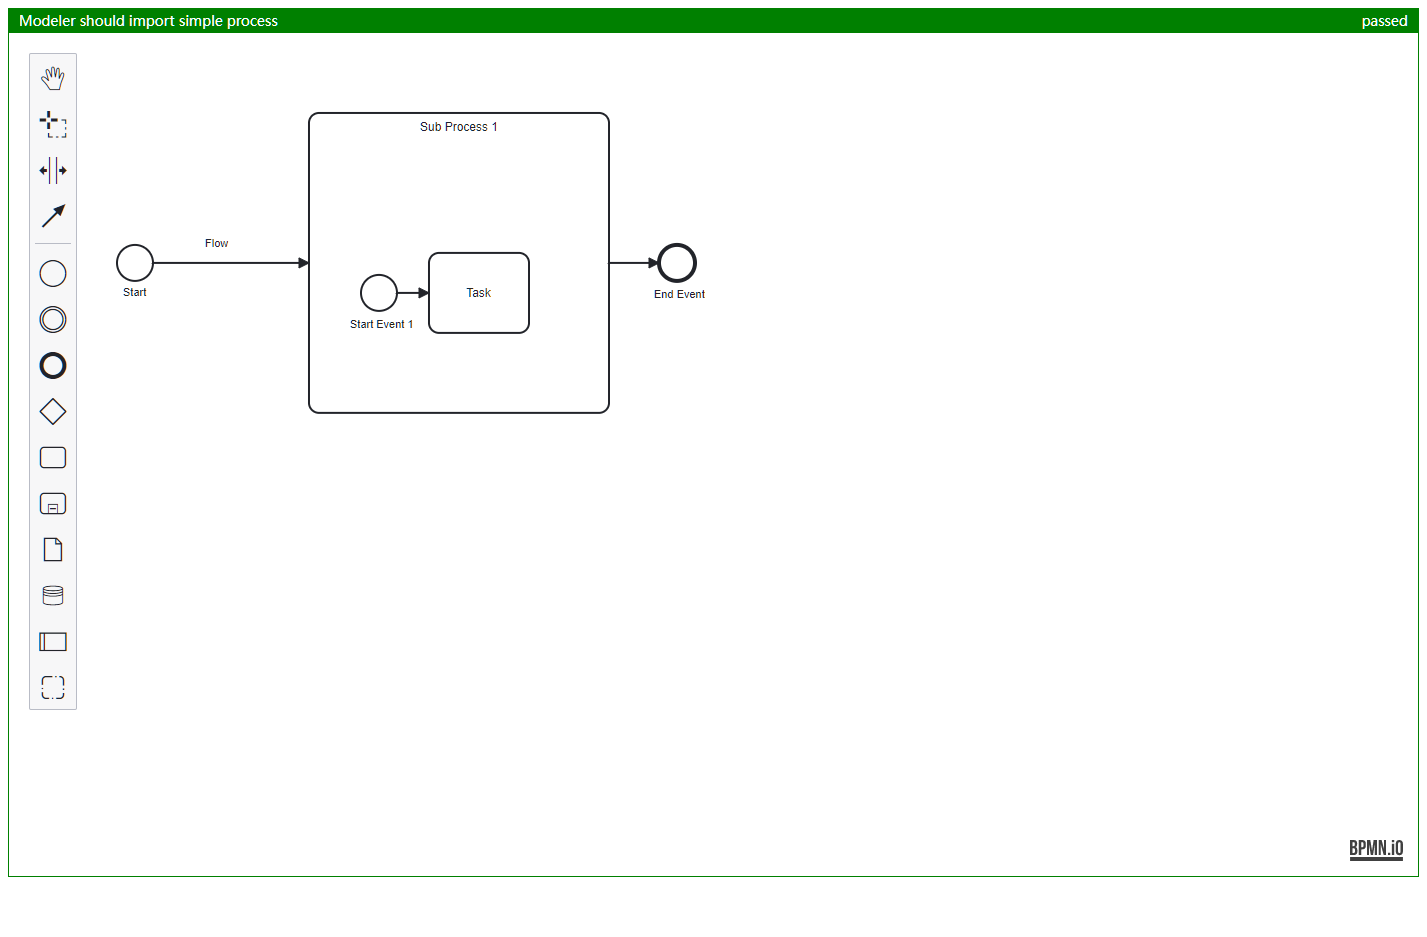 Modeler should import simple process
passed
Sub Process 1
Flow
Start
Start Event 1
Task
End Event
BPMN.iO